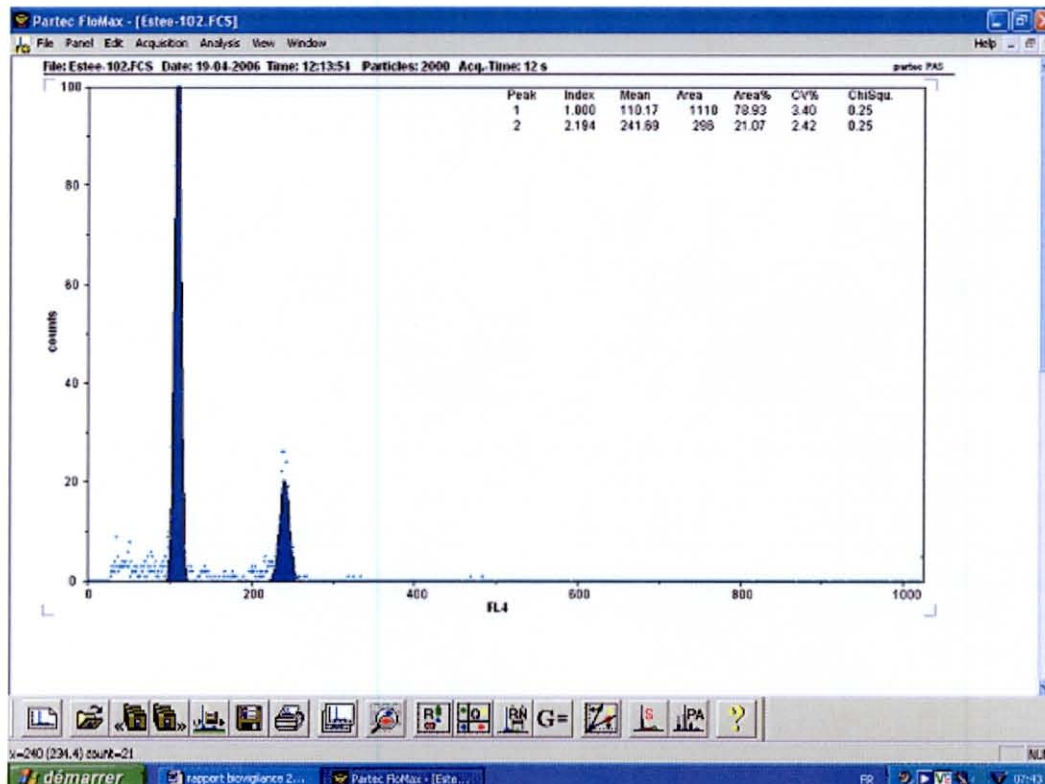 Partec FloMax - [Estee-102.FCS]
File Panel Edit Acquisition Analysis View Window Help
File: Estee-102.FCS Date: 19-04-2006 Time: 12:13:54 Particles: 2000 Acq.-Time: 12 s partec PAS
Peak Index Mean Area Area% CV% ChiSqu.
1 1.000 110.17 1110 78.93 3.40 0.25
2 2.194 241.69 296 21.07 2.42 0.25
100
80
60
40
20
0
counts
0 200 400 600 800 1000
FL4
G=
S
PA
?
x=240 (234.4) count=21 NUM
démarrer rapport biovigilance 2... Partec FloMax - [Este... FR 07:43